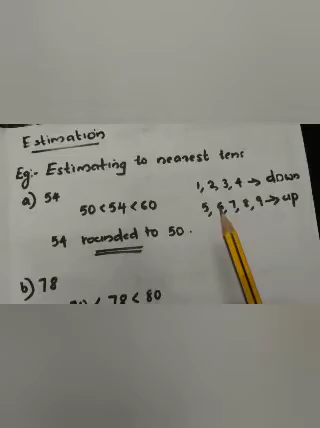 Estimation
Eg:- Estimating to nearest tens
a) 54
50 < 54 < 60
1, 2, 3, 4 → down
5, 6, 7, 8, 9 → up
54 rounded to 50.
b) 78
< 78 < 80